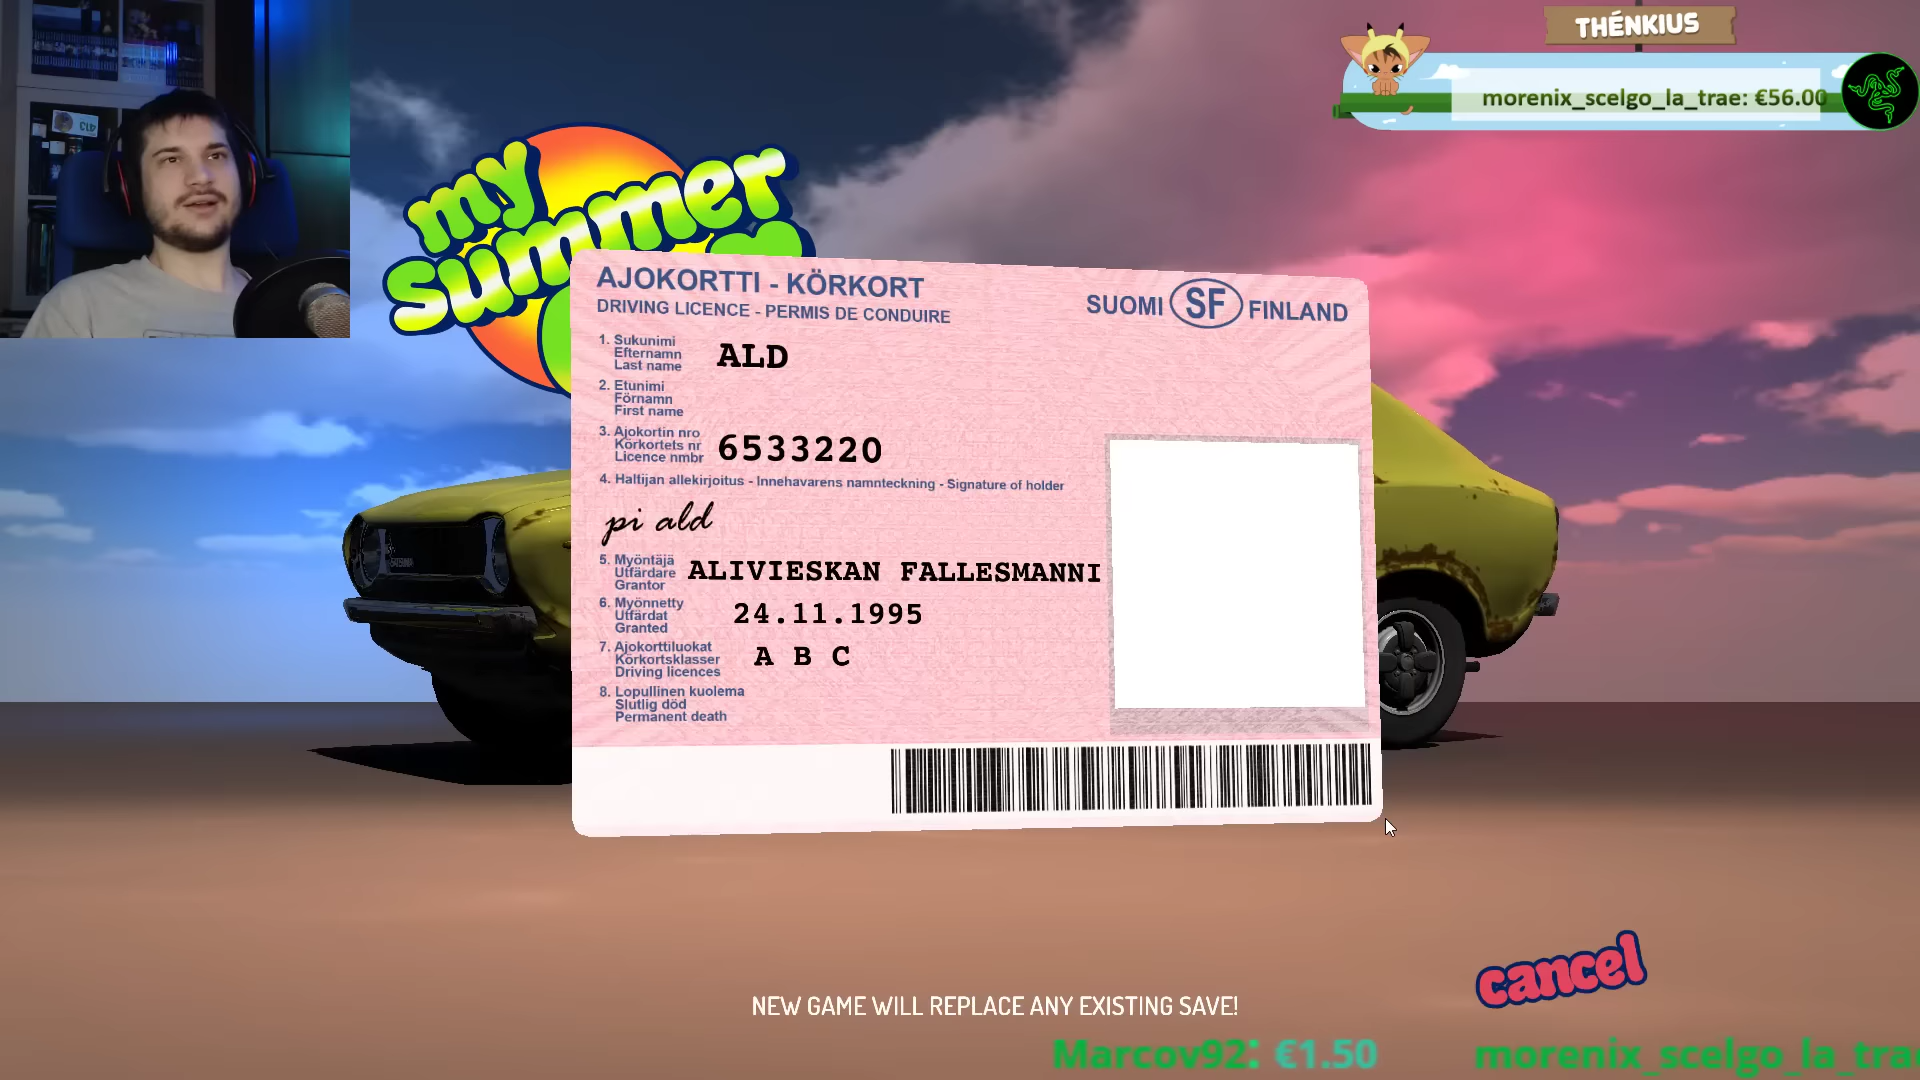 THÉNKIUS
morenix_scelgo_la_trae: €56.00
my
summer
AJOKORTTI - KÖRKORT
DRIVING LICENCE - PERMIS DE CONDUIRE
SUOMI SF FINLAND
1. Sukunimi
Efternamn
Last name
ALD
2. Etunimi
Förnamn
First name
3. Ajokortin nro
Körkortets nr
Licence nmbr
6533220
4. Haltijan allekirjoitus - Innehavarens namnteckning - Signature of holder
pi ald
5. Myöntäjä
Utfärdare
Grantor
ALIVIESKAN FALLESMANNI
6. Myönnetty
Utfärdat
Granted
24.11.1995
7. Ajokorttiluokat
Körkortsklasser
Driving licences
A B C
8. Lopullinen kuolema
Slutlig död
Permanent death
cancel
NEW GAME WILL REPLACE ANY EXISTING SAVE!
Marcov92: €1.50
morenix_scelgo_la_tra